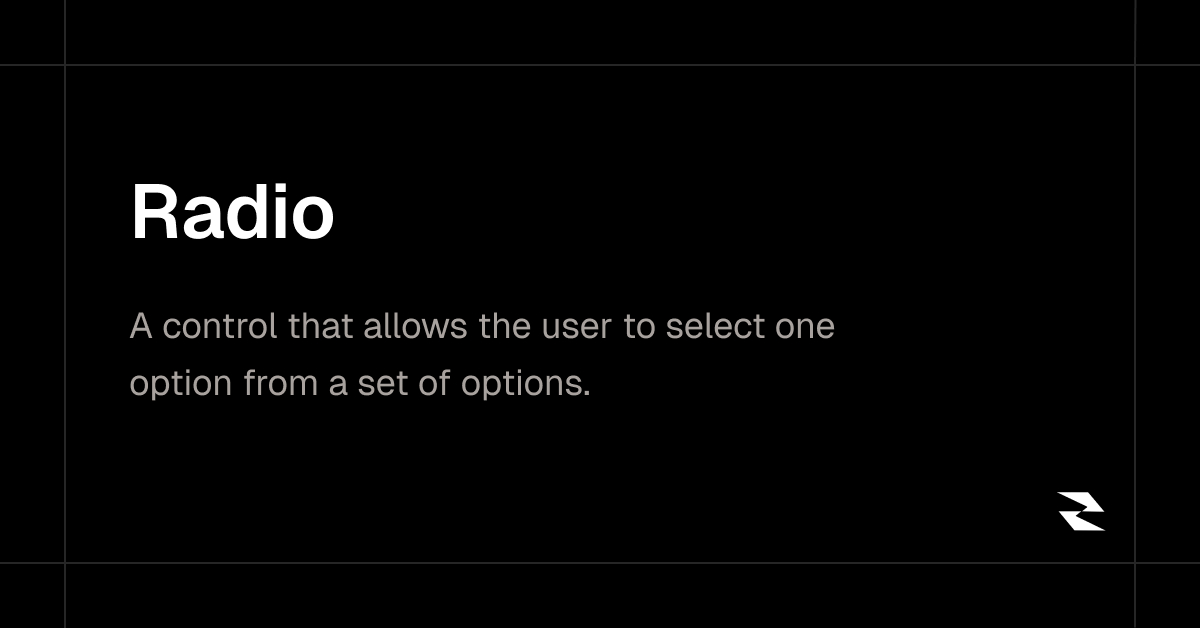 Radio
A control that allows the user to select one
option from a set of options.